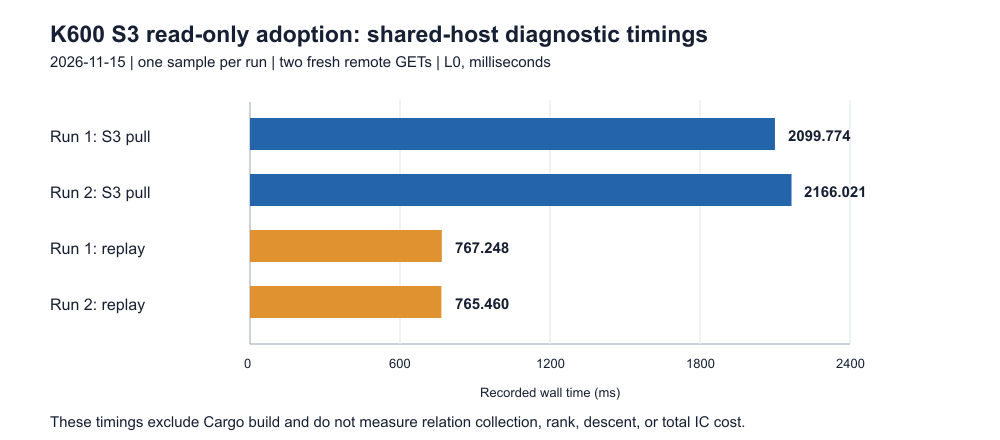 K600 S3 read-only adoption: shared-host diagnostic timings
2026-11-15 | one sample per run | two fresh remote GETs | L0, milliseconds
Run 1: S3 pull 2099.774
Run 2: S3 pull 2166.021
Run 1: replay 767.248
Run 2: replay 765.460
0 600 1200 1800 2400
Recorded wall time (ms)
These timings exclude Cargo build and do not measure relation collection, rank, descent, or total IC cost.